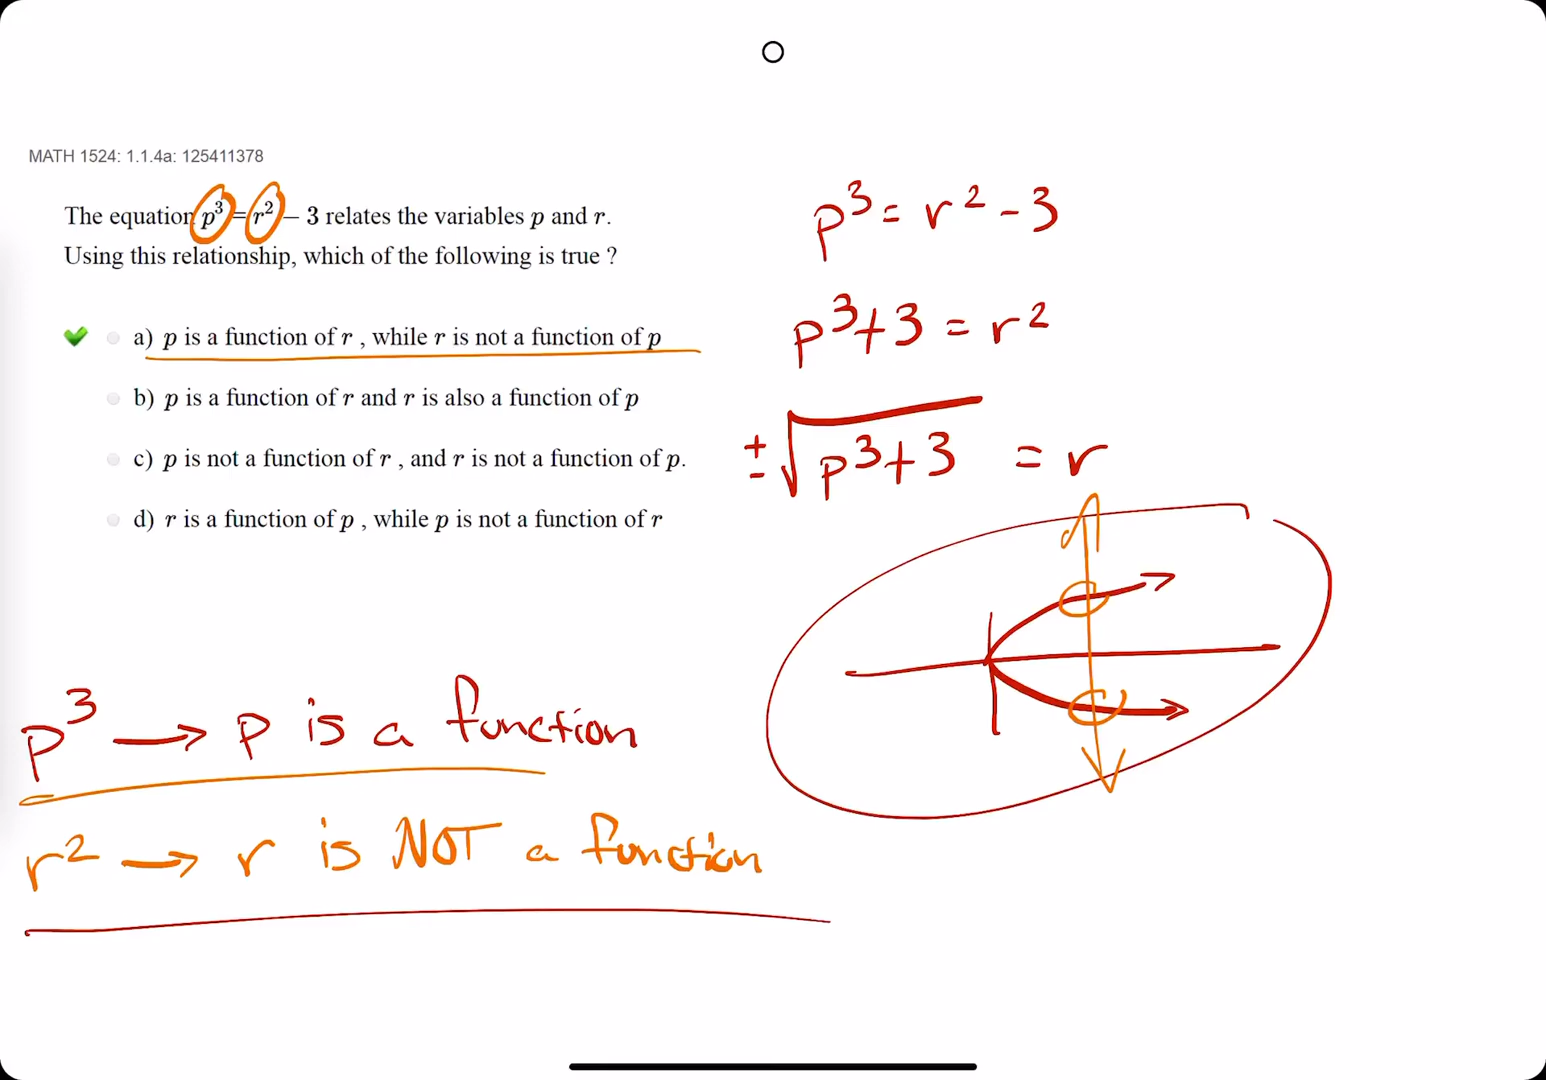 MATH 1524: 1.1.4a: 125411378
The equation p³ = r² – 3 relates the variables p and r.
Using this relationship, which of the following is true ?
a) p is a function of r , while r is not a function of p
b) p is a function of r and r is also a function of p
c) p is not a function of r , and r is not a function of p.
d) r is a function of p , while p is not a function of r
p³ = r² - 3
p³+3 = r²
±√(p³+3) = r
p³ → p is a function
r² → r is NOT a function